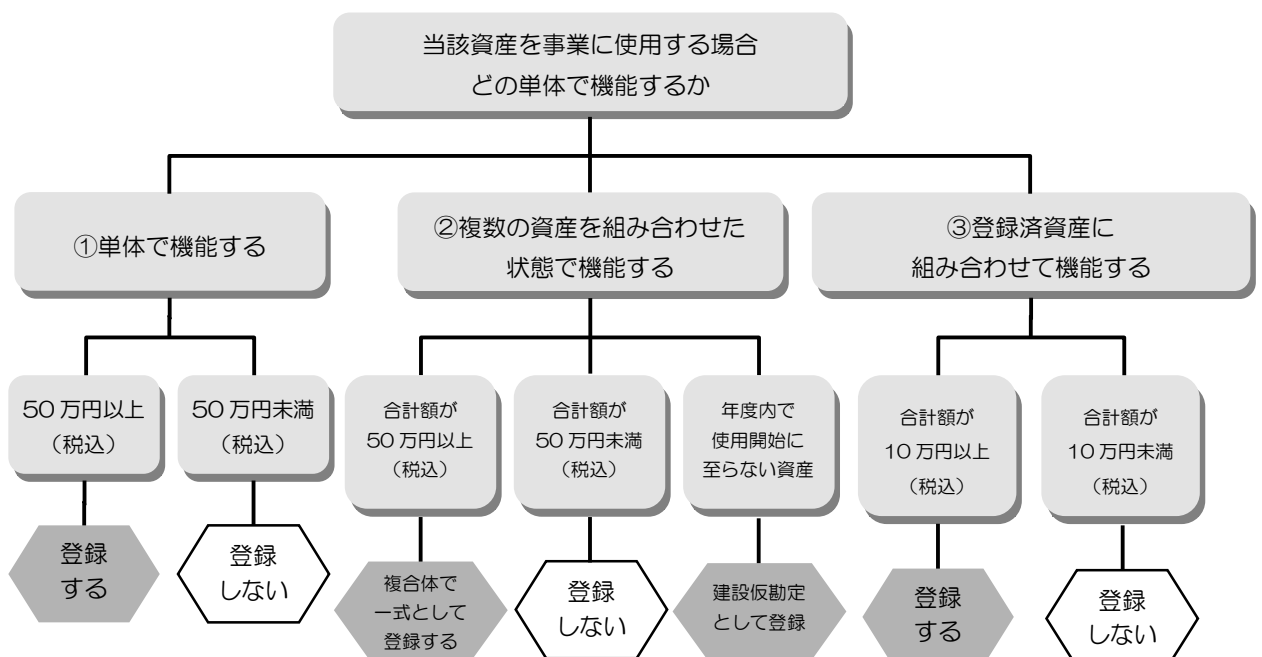 当該資産を事業に使用する場合
どの単体で機能するか
①単体で機能する
②複数の資産を組み合わせた
状態で機能する
③登録済資産に
組み合わせて機能する
50万円以上
（税込）
50万円未満
（税込）
合計額が
50万円以上
（税込）
合計額が
50万円未満
（税込）
年度内で
使用開始に
至らない資産
合計額が
10万円以上
（税込）
合計額が
10万円未満
（税込）
登録
する
登録
しない
複合体で
一式として
登録する
登録
しない
建設仮勘定
として登録
登録
する
登録
しない